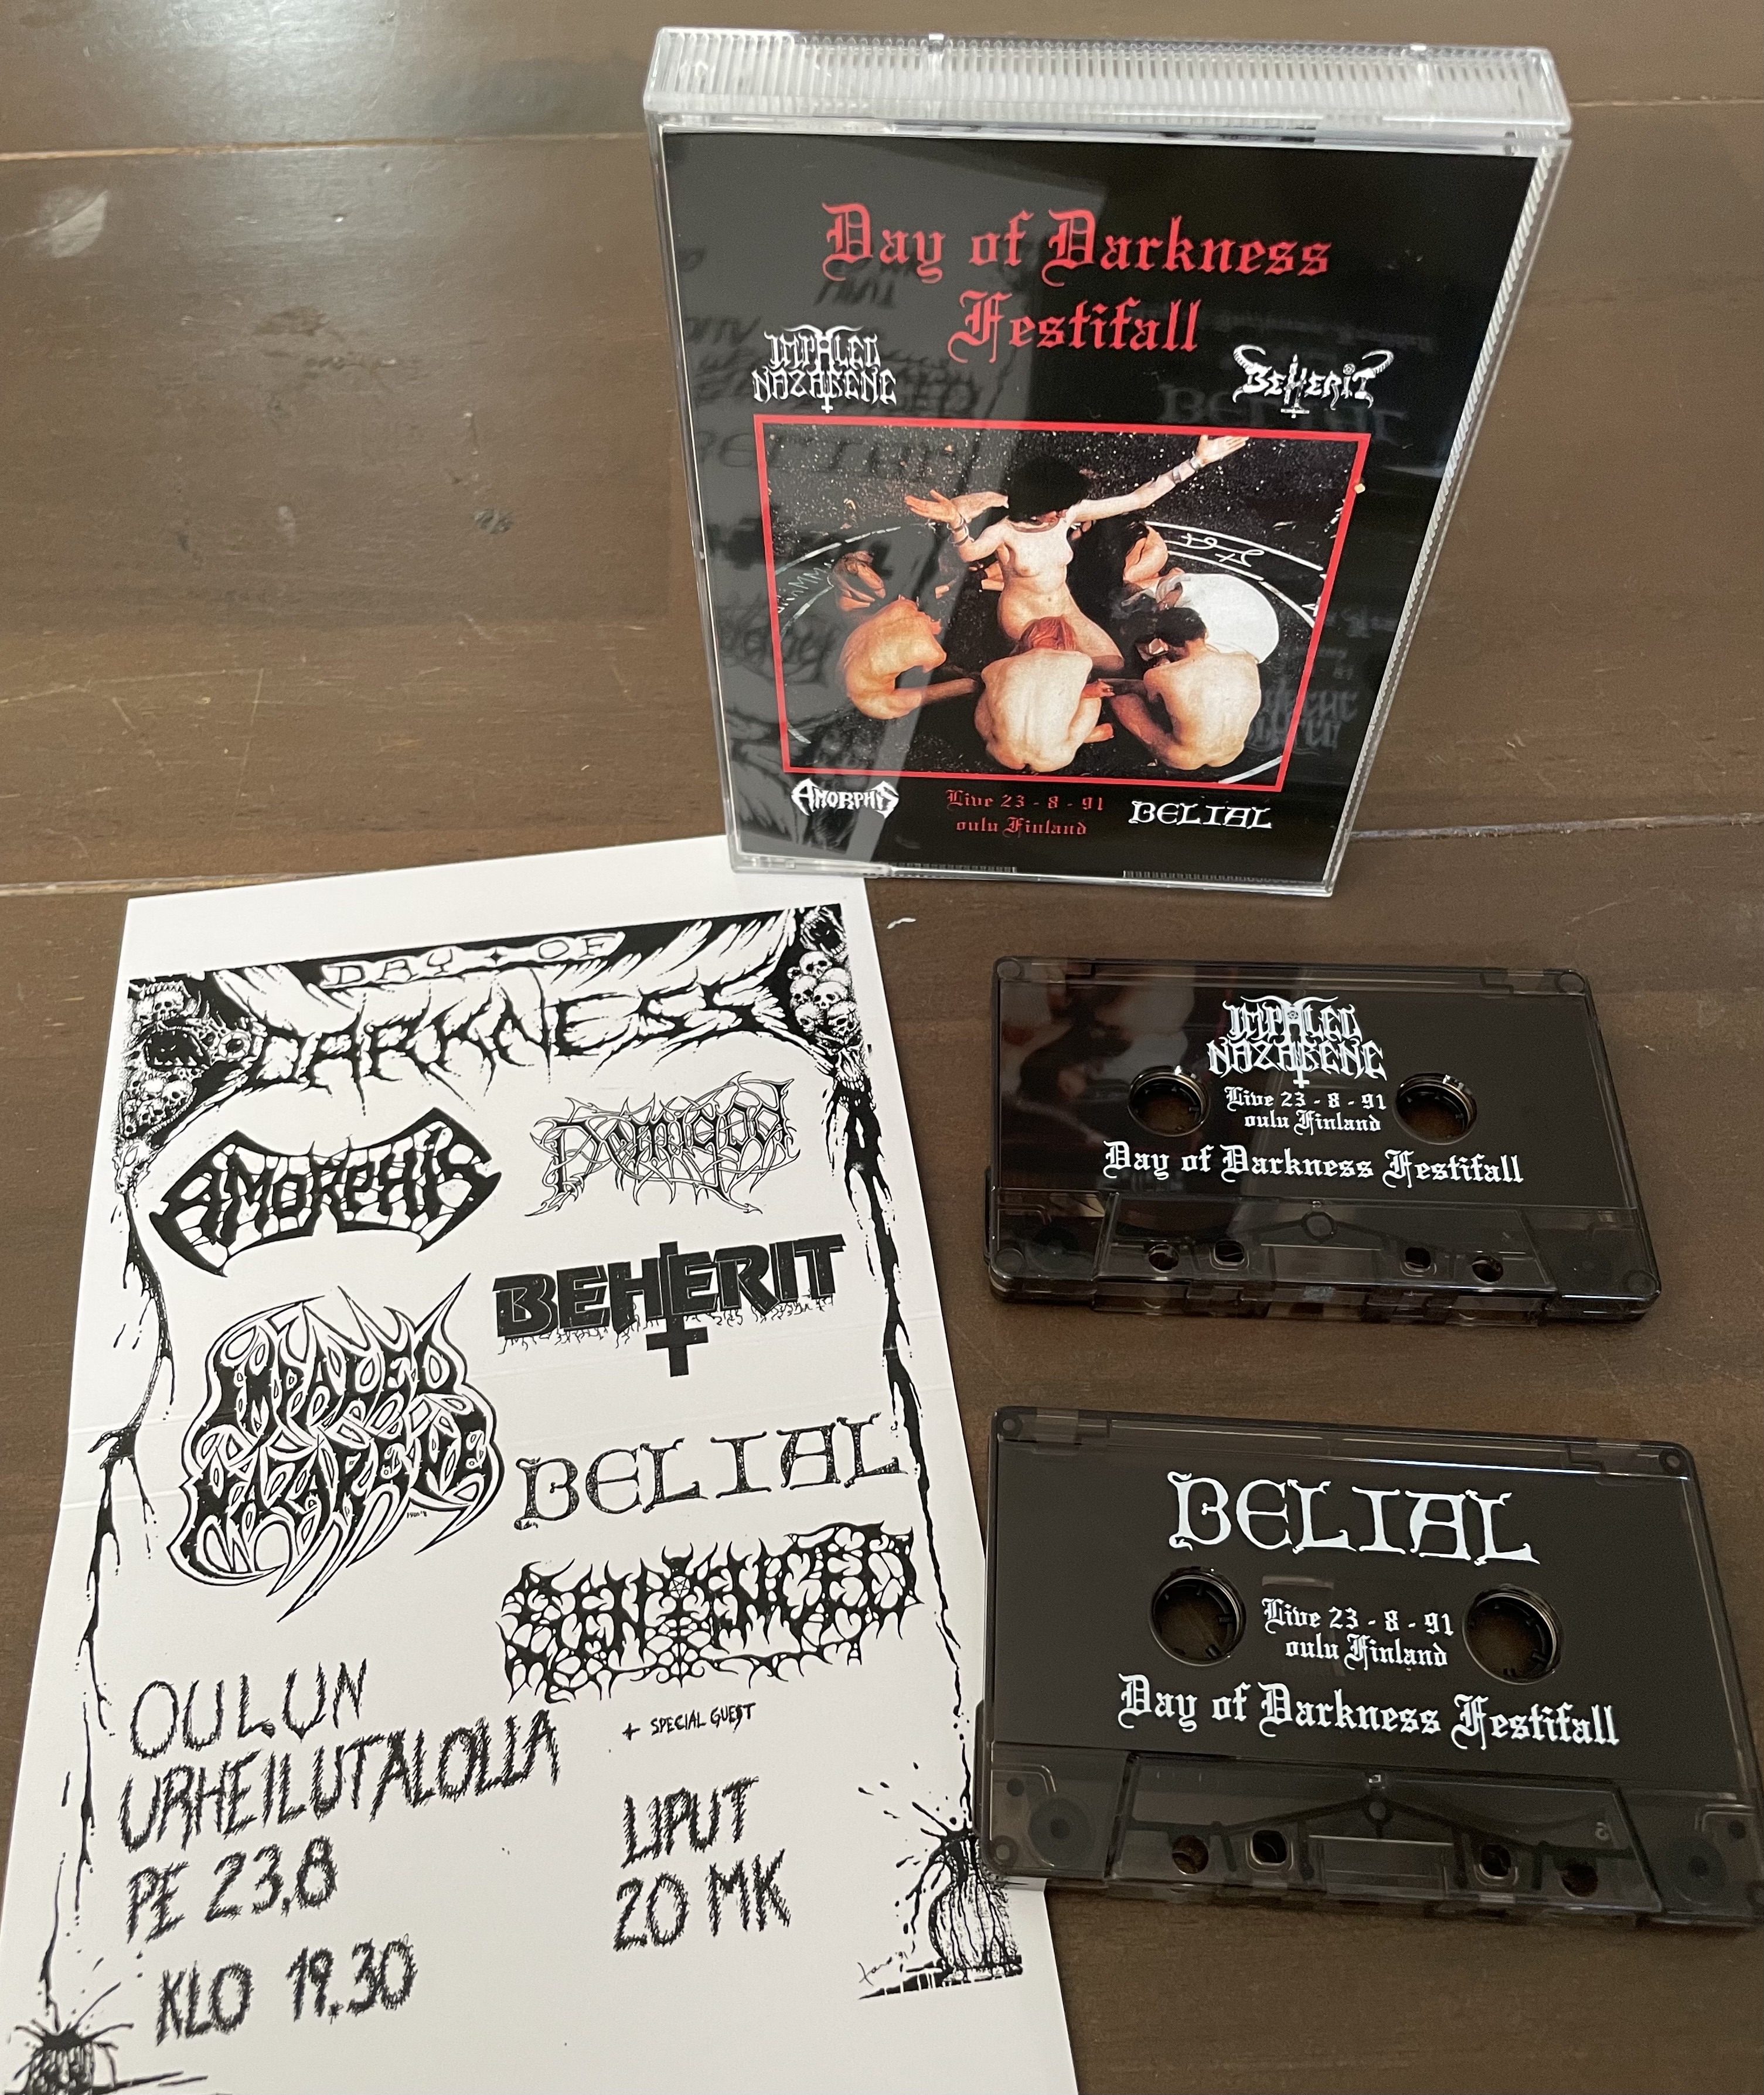 Day of Darkness
Festifall
IMPALED
NAZARENE
BEHERIT
AMORPHIS
Live 23 - 8 - 91
oulu Finland
BELIAL
DAY OF
DARKNESS
AMORPHIS
Demigod
BEHERIT
IMPALED
NAZARENE
BELIAL
SENTENCED
+ SPECIAL GUEST
OULUN
URHEILUTALOLLA
PE 23.8
KLO 19.30
LIPUT
20 MK
IMPALED
NAZARENE
Live 23 - 8 - 91
oulu Finland
Day of Darkness Festifall
BELIAL
Live 23 - 8 - 91
oulu Finland
Day of Darkness Festifall